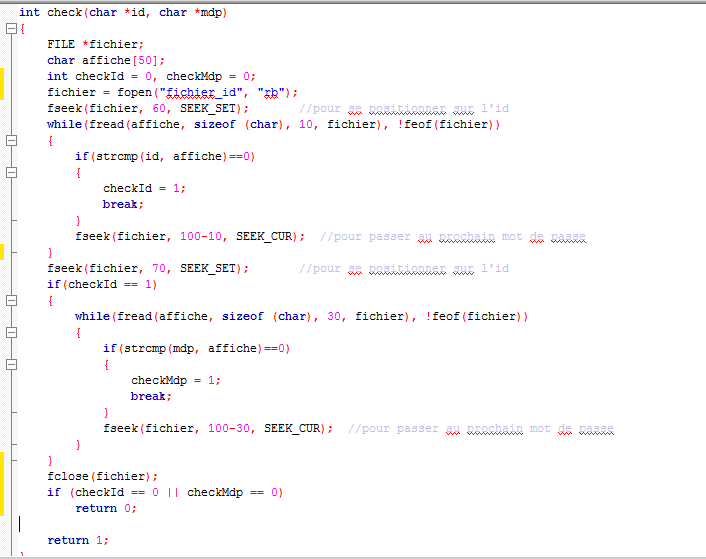 int check(char *id, char *mdp)
{
    FILE *fichier;
    char affiche[50];
    int checkId = 0, checkMdp = 0;
    fichier = fopen("fichier_id", "rb");
    fseek(fichier, 60, SEEK_SET);       //pour se positionner sur l'id
    while(fread(affiche, sizeof (char), 10, fichier), !feof(fichier))
    {
        if(strcmp(id, affiche)==0)
        {
            checkId = 1;
            break;
        }
        fseek(fichier, 100-10, SEEK_CUR);  //pour passer au prochain mot de passe
    }
    fseek(fichier, 70, SEEK_SET);       //pour se positionner sur l'id
    if(checkId == 1)
    {
        while(fread(affiche, sizeof (char), 30, fichier), !feof(fichier))
        {
            if(strcmp(mdp, affiche)==0)
            {
                checkMdp = 1;
                break;
            }
            fseek(fichier, 100-30, SEEK_CUR);  //pour passer au prochain mot de passe
        }
    }
    fclose(fichier);
    if (checkId == 0 || checkMdp == 0)
        return 0;

    return 1;
}